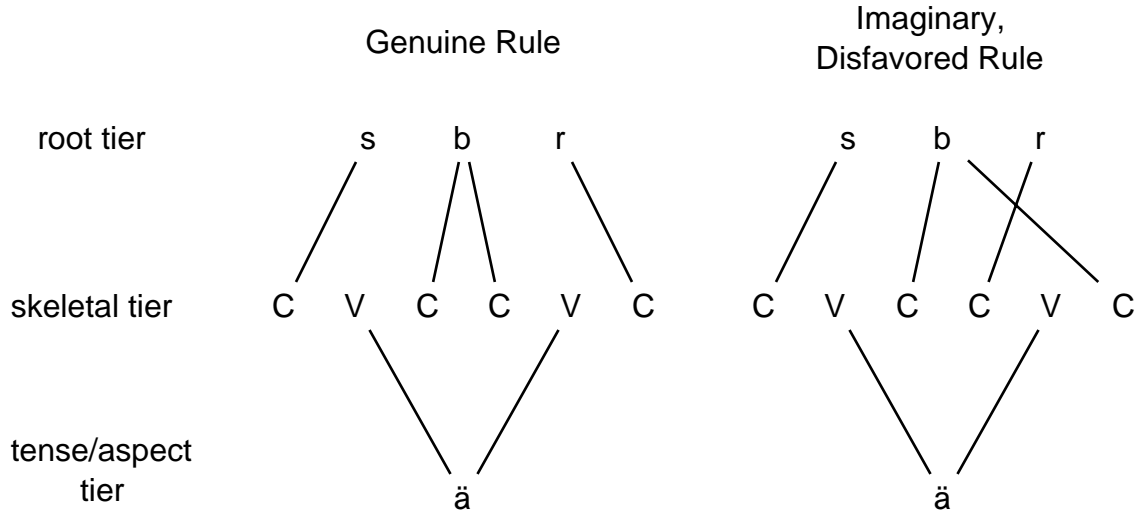 Genuine Rule
Imaginary,
Disfavored Rule
root tier s b r s b r
skeletal tier C V C C V C C V C C V C
tense/aspect
tier
ä ä